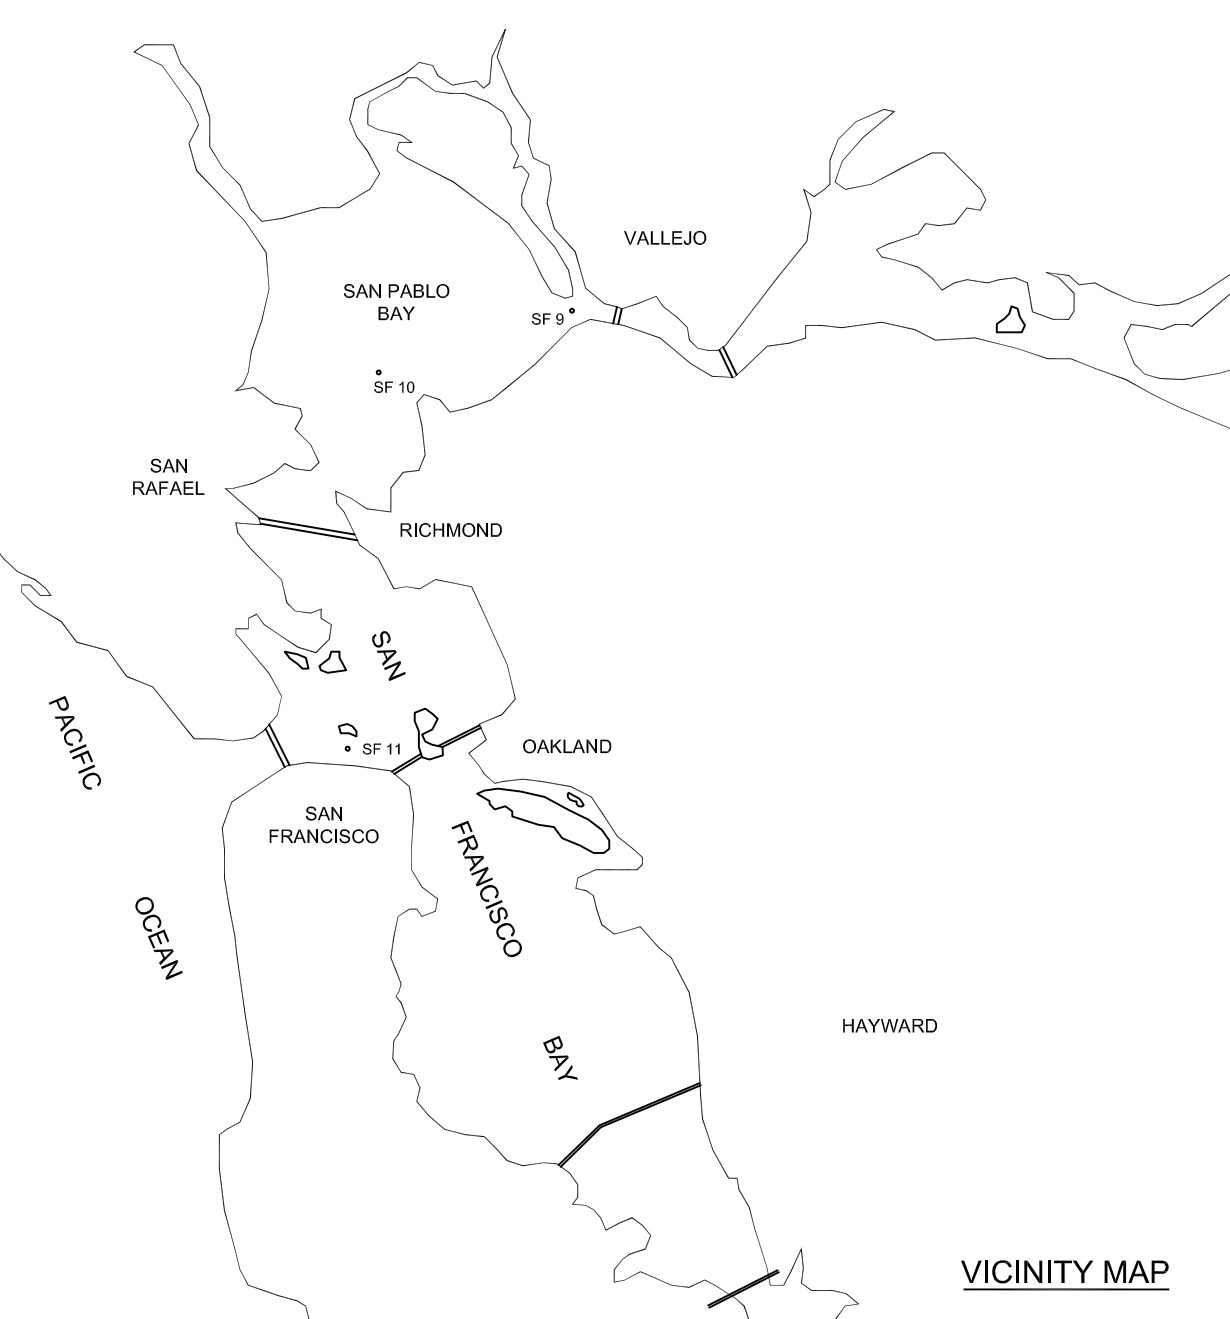 VALLEJO
SAN PABLO
BAY
SF 9
SF 10
SAN
RAFAEL
RICHMOND
SAN
PACIFIC
SF 11
OAKLAND
SAN
FRANCISCO
FRANCISCO
OCEAN
HAYWARD
BAY
VICINITY MAP